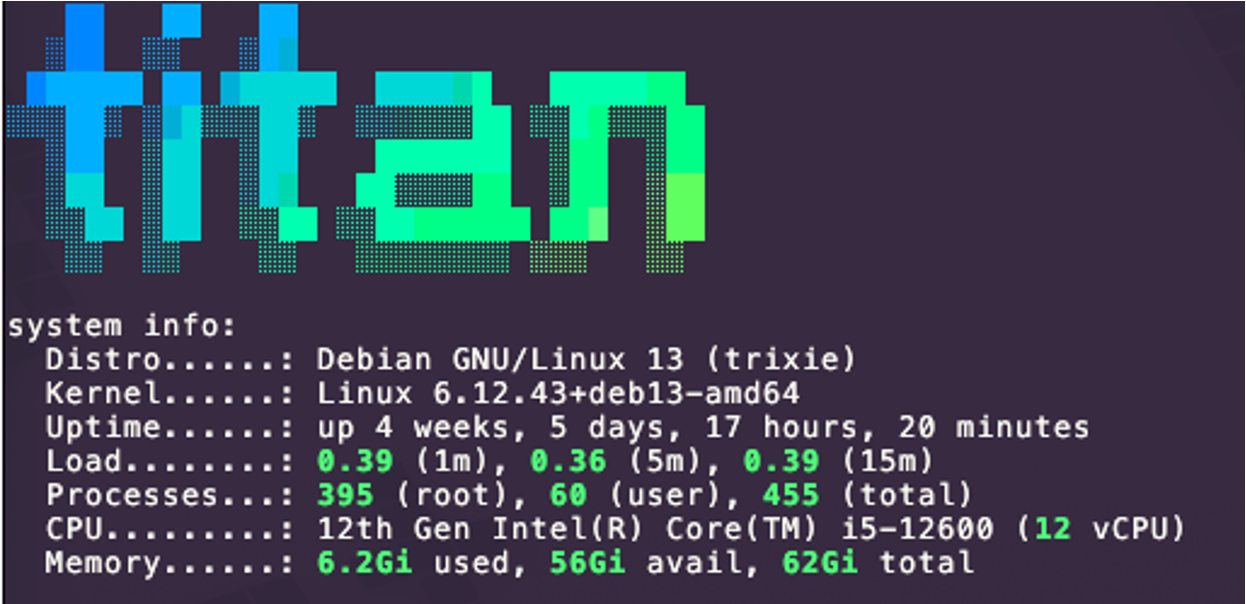 titan
system info:
  Distro......: Debian GNU/Linux 13 (trixie)
  Kernel......: Linux 6.12.43+deb13-amd64
  Uptime......: up 4 weeks, 5 days, 17 hours, 20 minutes
  Load........: 0.39 (1m), 0.36 (5m), 0.39 (15m)
  Processes...: 395 (root), 60 (user), 455 (total)
  CPU.........: 12th Gen Intel(R) Core(TM) i5-12600 (12 vCPU)
  Memory......: 6.2Gi used, 56Gi avail, 62Gi total